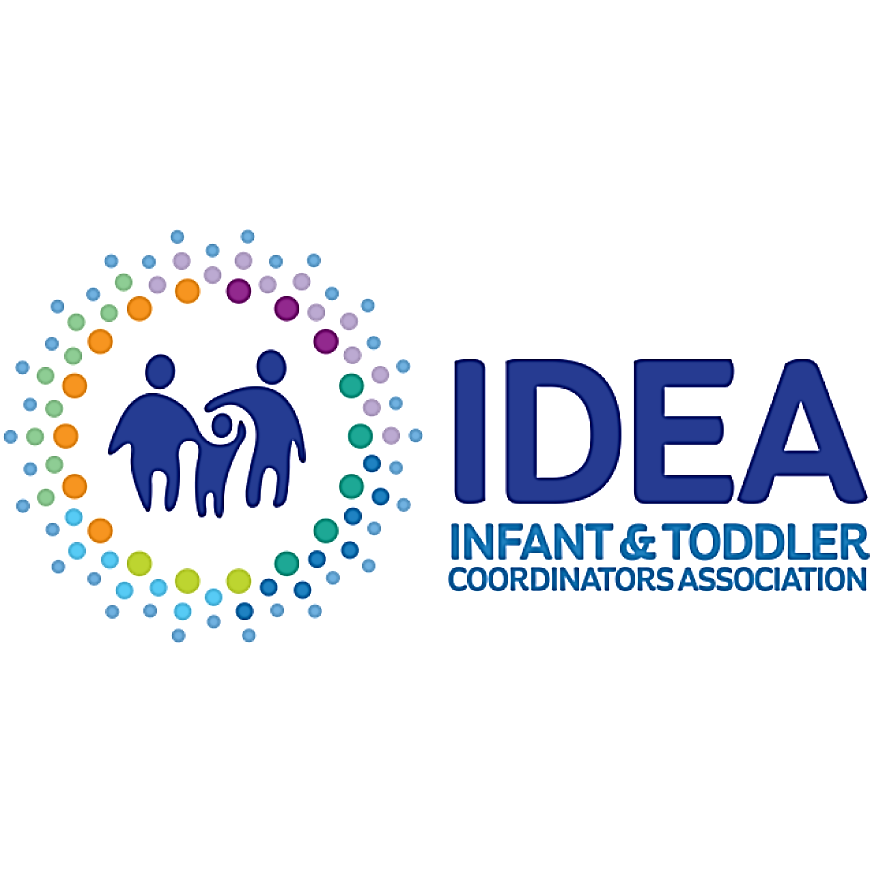 IDEA
INFANT & TODDLER
COORDINATORS ASSOCIATION